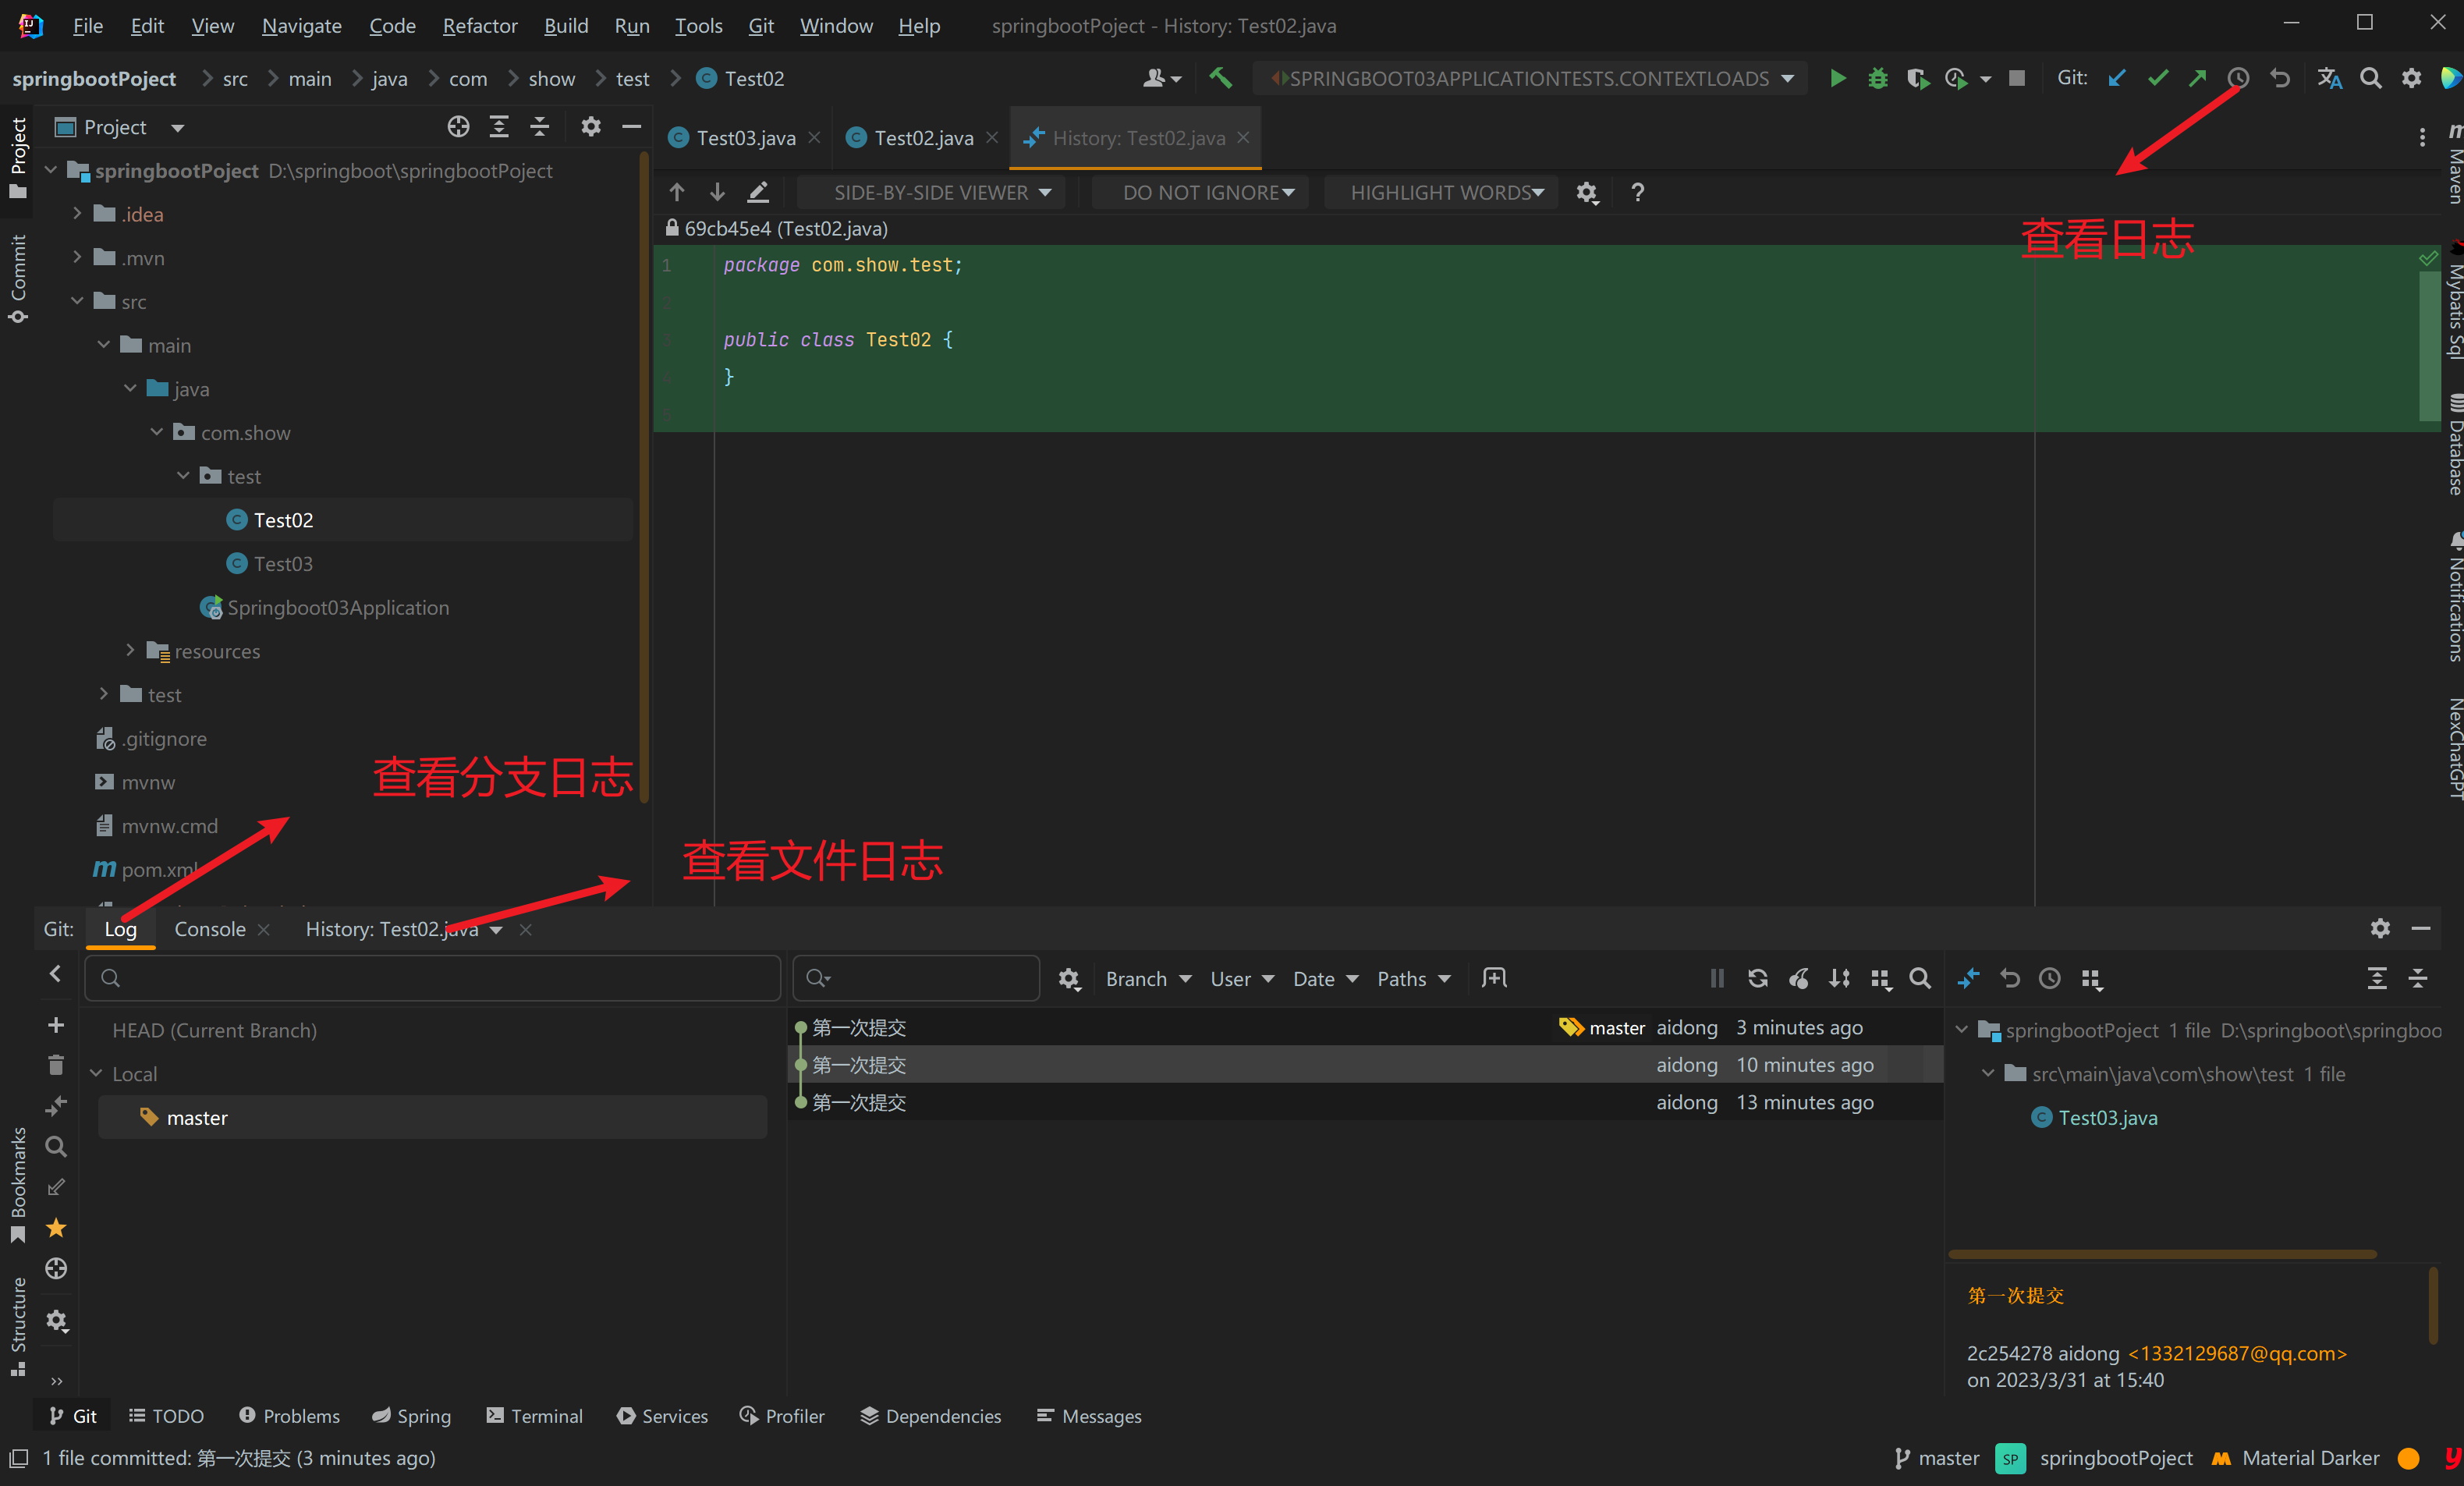 File Edit View Navigate Code Refactor Build Run Tools Git Window Help springbootPoject - History: Test02.java
springbootPoject src main java com show test Test02 SPRINGBOOT03APPLICATIONTESTS.CONTEXTLOADS Git:
Project
Test03.java Test02.java History: Test02.java
Project
Commit
Bookmarks
Structure
springbootPoject D:\springboot\springbootPoject
.idea
.mvn
src
main
java
com.show
test
Test02
Test03
Springboot03Application
resources
test
.gitignore
mvnw
mvnw.cmd
pom.xml
SIDE-BY-SIDE VIEWER DO NOT IGNORE HIGHLIGHT WORDS ?
69cb45e4 (Test02.java)
1 package com.show.test;
2
3 public class Test02 {
4 }
5
查看日志
查看分支日志
查看文件日志
Maven
Mybatis Sql
Database
Notifications
NexChatGPT
Git: Log Console History: Test02.java
Branch User Date Paths
HEAD (Current Branch)
Local
master
第一次提交 master aidong 3 minutes ago
第一次提交 aidong 10 minutes ago
第一次提交 aidong 13 minutes ago
springbootPoject 1 file D:\springboot\springboo
src\main\java\com\show\test 1 file
Test03.java
第一次提交
2c254278 aidong <1332129687@qq.com>
on 2023/3/31 at 15:40
Git TODO Problems Spring Terminal Services Profiler Dependencies Messages
1 file committed: 第一次提交 (3 minutes ago) master SP springbootPoject Material Darker